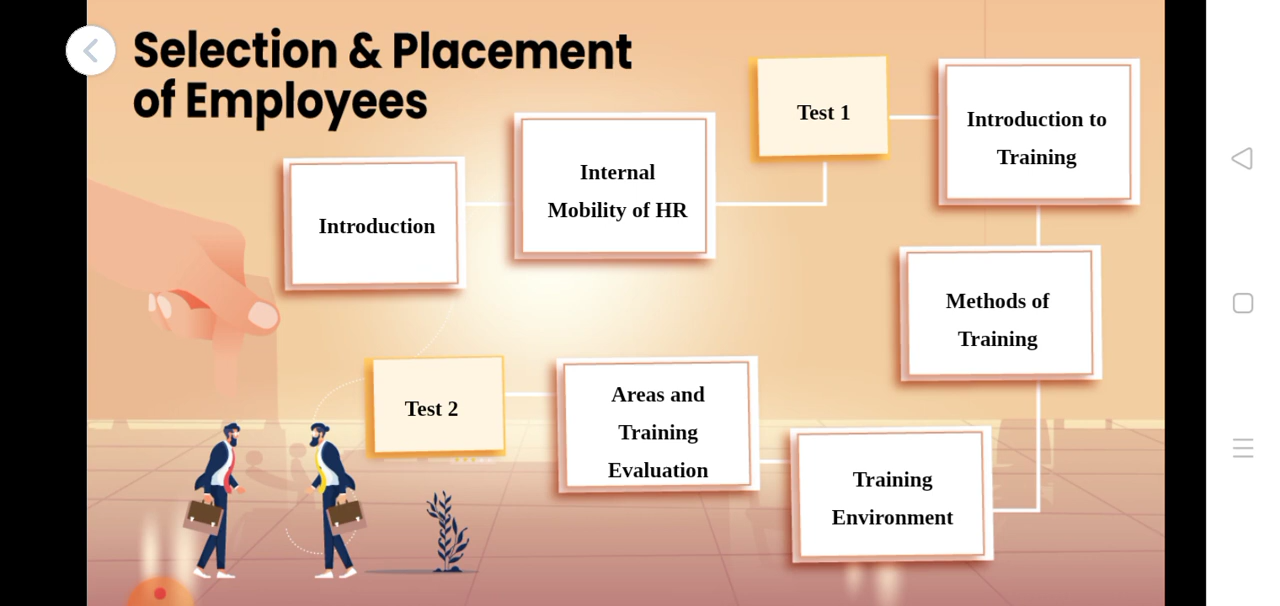 Selection & Placement
of Employees
Introduction
Internal
Mobility of HR
Test 1
Introduction to
Training
Methods of
Training
Training
Environment
Areas and
Training
Evaluation
Test 2